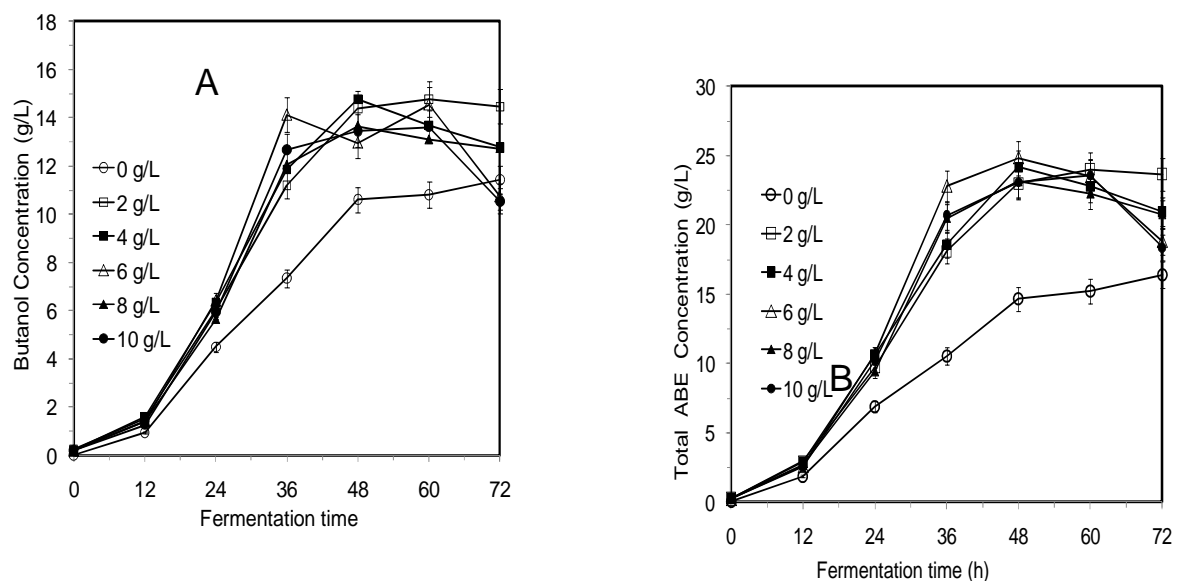 A
Butanol Concentration (g/L)
18
16
14
12
10
8
6
4
2
0
0 g/L
2 g/L
4 g/L
6 g/L
8 g/L
10 g/L
0 12 24 36 48 60 72
Fermentation time
B
Total ABE Concentration (g/L)
30
25
20
15
10
5
0
0 g/L
2 g/L
4 g/L
6 g/L
8 g/L
10 g/L
0 12 24 36 48 60 72
Fermentation time (h)